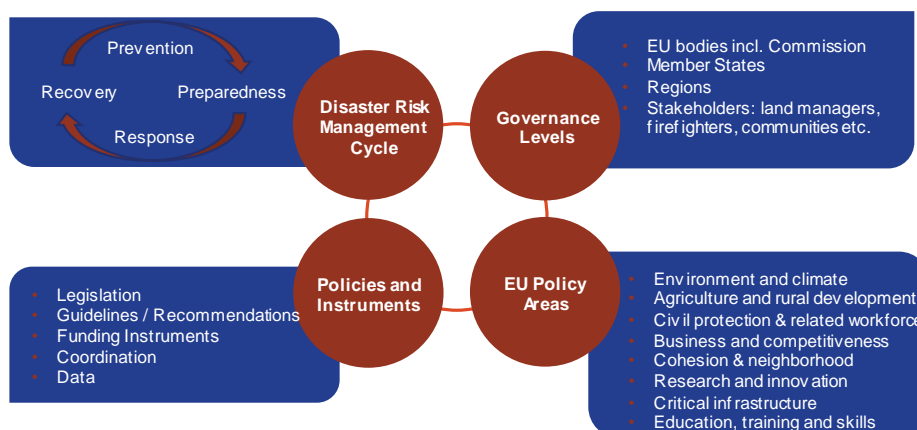 Prevention
Recovery
Preparedness
Response
Disaster Risk
Management
Cycle
Governance
Levels
EU bodies incl. Commission
Member States
Regions
Stakeholders: land managers,
firefighters, communities etc.
Policies and
Instruments
Legislation
Guidelines / Recommendations
Funding Instruments
Coordination
Data
EU Policy
Areas
Environment and climate
Agriculture and rural development
Civil protection & related workforce
Business and competitiveness
Cohesion & neighborhood
Research and innovation
Critical infrastructure
Education, training and skills